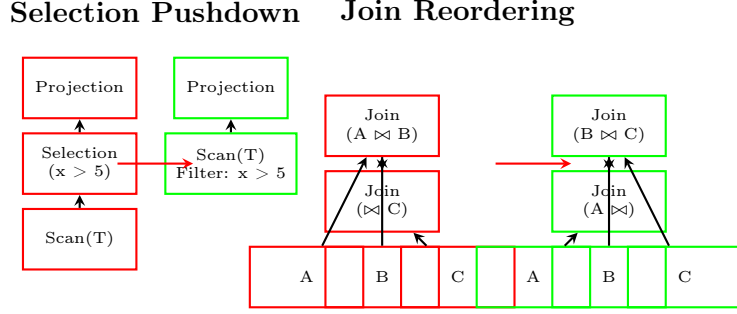 Selection Pushdown
Join Reordering
Projection
Selection
(x > 5)
Scan(T)
Projection
Scan(T)
Filter: x > 5
Join
(A ⋈ B)
Join
(⋈ C)
A
B
C
Join
(B ⋈ C)
Join
(A ⋈)
A
B
C